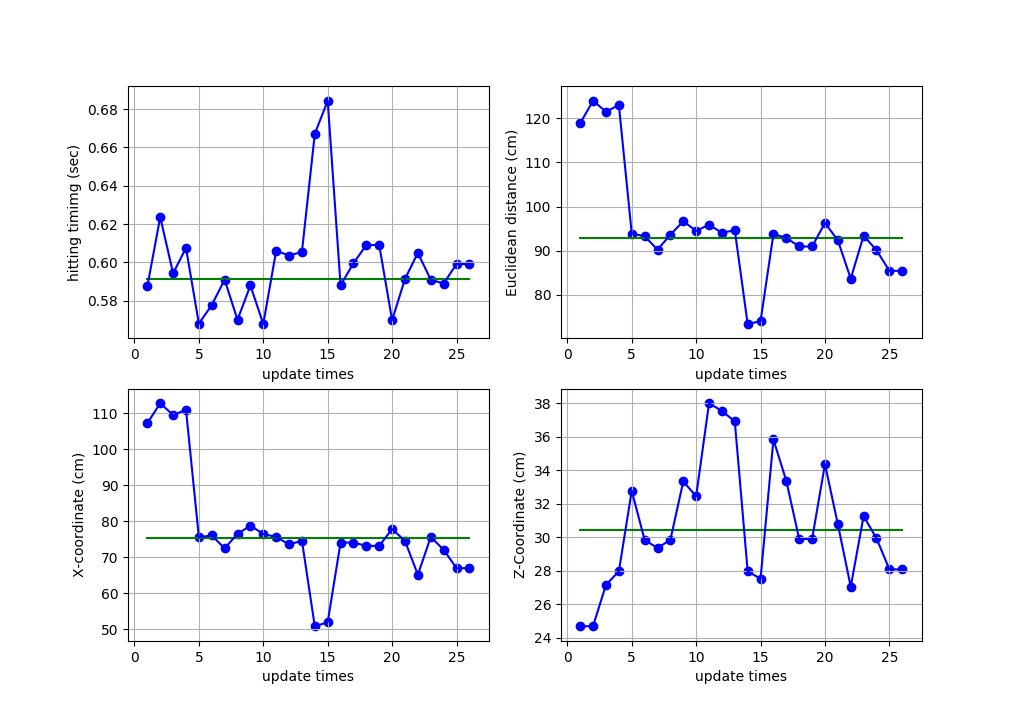 hitting timimg (sec)
0.68
0.66
0.64
0.62
0.60
0.58
0 5 10 15 20 25
update times
Euclidean distance (cm)
120
110
100
90
80
0 5 10 15 20 25
update times
X-coordinate (cm)
110
100
90
80
70
60
50
0 5 10 15 20 25
update times
Z-Coordinate (cm)
38
36
34
32
30
28
26
24
0 5 10 15 20 25
update times